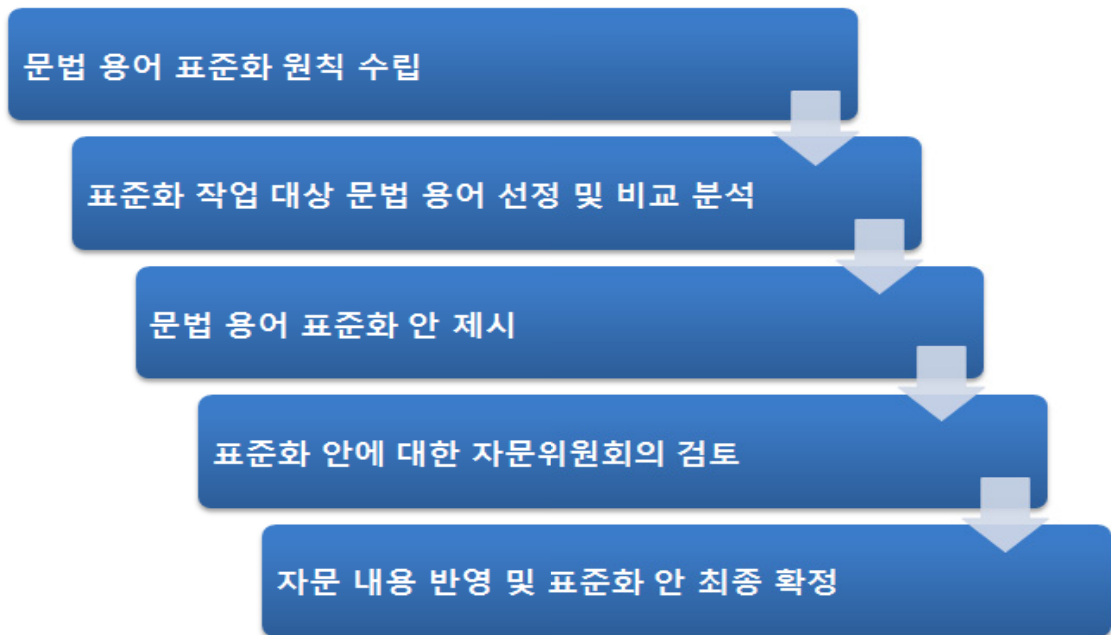 문법 용어 표준화 원칙 수립
표준화 작업 대상 문법 용어 선정 및 비교 분석
문법 용어 표준화 안 제시
표준화 안에 대한 자문위원회의 검토
자문 내용 반영 및 표준화 안 최종 확정